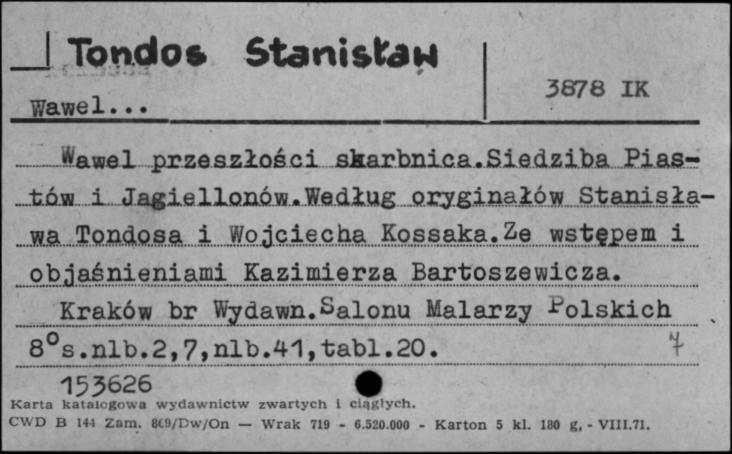 Tondos Stanisław
3878 IK
Wawel...
Wawel przeszłości skarbnica.Siedziba Pias-
tów i Jagiellonów.Według oryginałów Stanisła-
wa Tondosa i Wojciecha Kossaka.Ze wstępem i
objaśnieniami Kazimierza Bartoszewicza.
Kraków br Wydawn.Salonu Malarzy Polskich
8°s.nlb.2,7,nlb.41,tabl.20.
153626
Karta katalogowa wydawnictw zwartych i ciągłych.
CWD B 144 Zam. 869/Dw/On — Wrak 719 - 6.520.000 - Karton 5 kl. 180 g, - VIII.71.